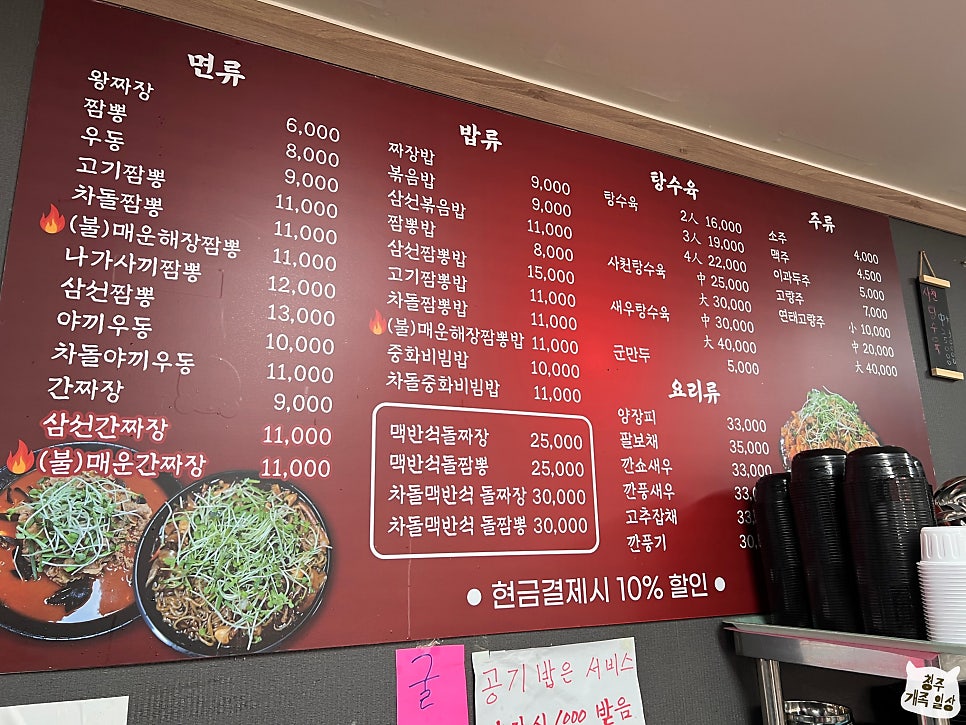 면류
왕짜장 6,000
짬뽕 8,000
우동 9,000
고기짬뽕 11,000
차돌짬뽕 11,000
(불)매운해장짬뽕 11,000
나가사끼짬뽕 12,000
삼선짬뽕 13,000
야끼우동 10,000
차돌야끼우동 11,000
간짜장 9,000
삼선간짜장 11,000
(불)매운간짜장 11,000
밥류
짜장밥 9,000
볶음밥 9,000
삼선볶음밥 11,000
짬뽕밥 8,000
삼선짬뽕밥 15,000
고기짬뽕밥 11,000
차돌짬뽕밥 11,000
(불)매운해장짬뽕밥 11,000
중화비빔밥 10,000
차돌중화비빔밥 11,000
맥반석돌짜장 25,000
맥반석돌짬뽕 25,000
차돌맥반석 돌짜장 30,000
차돌맥반석 돌짬뽕 30,000
탕수육
탕수육 2人 16,000
3人 19,000
4人 22,000
사천탕수육 中 25,000
大 30,000
새우탕수육 中 30,000
大 40,000
군만두 5,000
주류
소주 4,000
맥주 4,500
이과두주 5,000
고량주 7,000
연태고량주 小 10,000
中 20,000
大 40,000
요리류
양장피 33,000
팔보채 35,000
깐쇼새우 33,000
깐풍새우
고추잡채
깐풍기
● 현금결제시 10% 할인 ●
굴
공기밥은 서비스
1000 받음
청주
개족일상